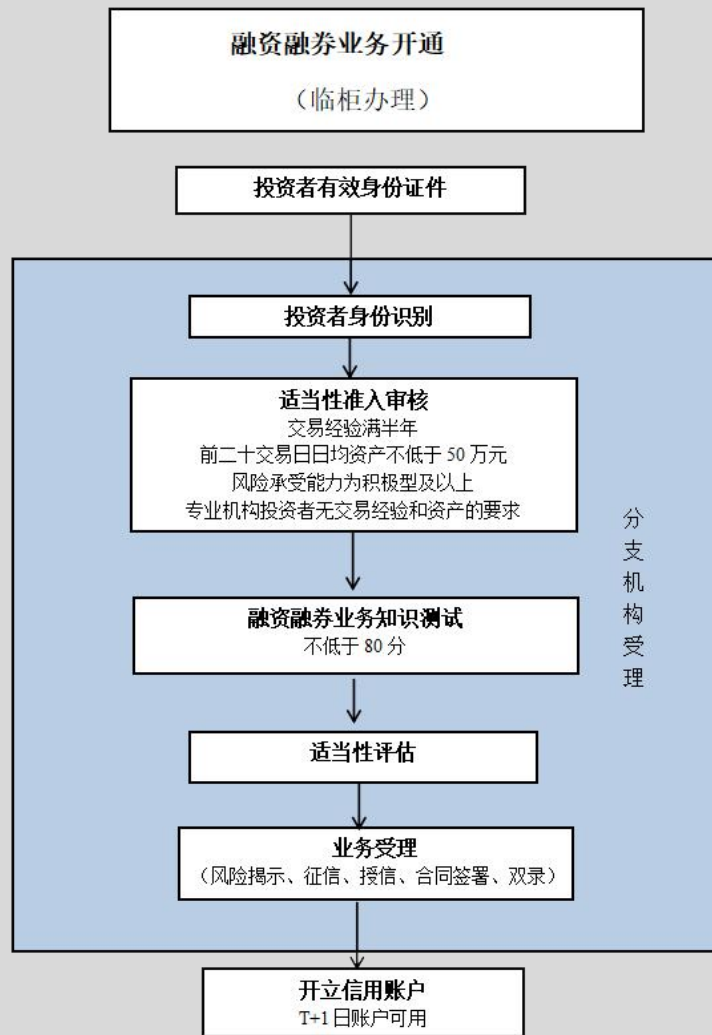 融资融券业务开通
（临柜办理）
投资者有效身份证件
投资者身份识别
适当性准入审核
交易经验满半年
前二十交易日日均资产不低于 50 万元
风险承受能力为积极型及以上
专业机构投资者无交易经验和资产的要求
融资融券业务知识测试
不低于 80 分
适当性评估
业务受理
（风险揭示、征信、授信、合同签署、双录）
分支机构受理
开立信用账户
T+1 日账户可用